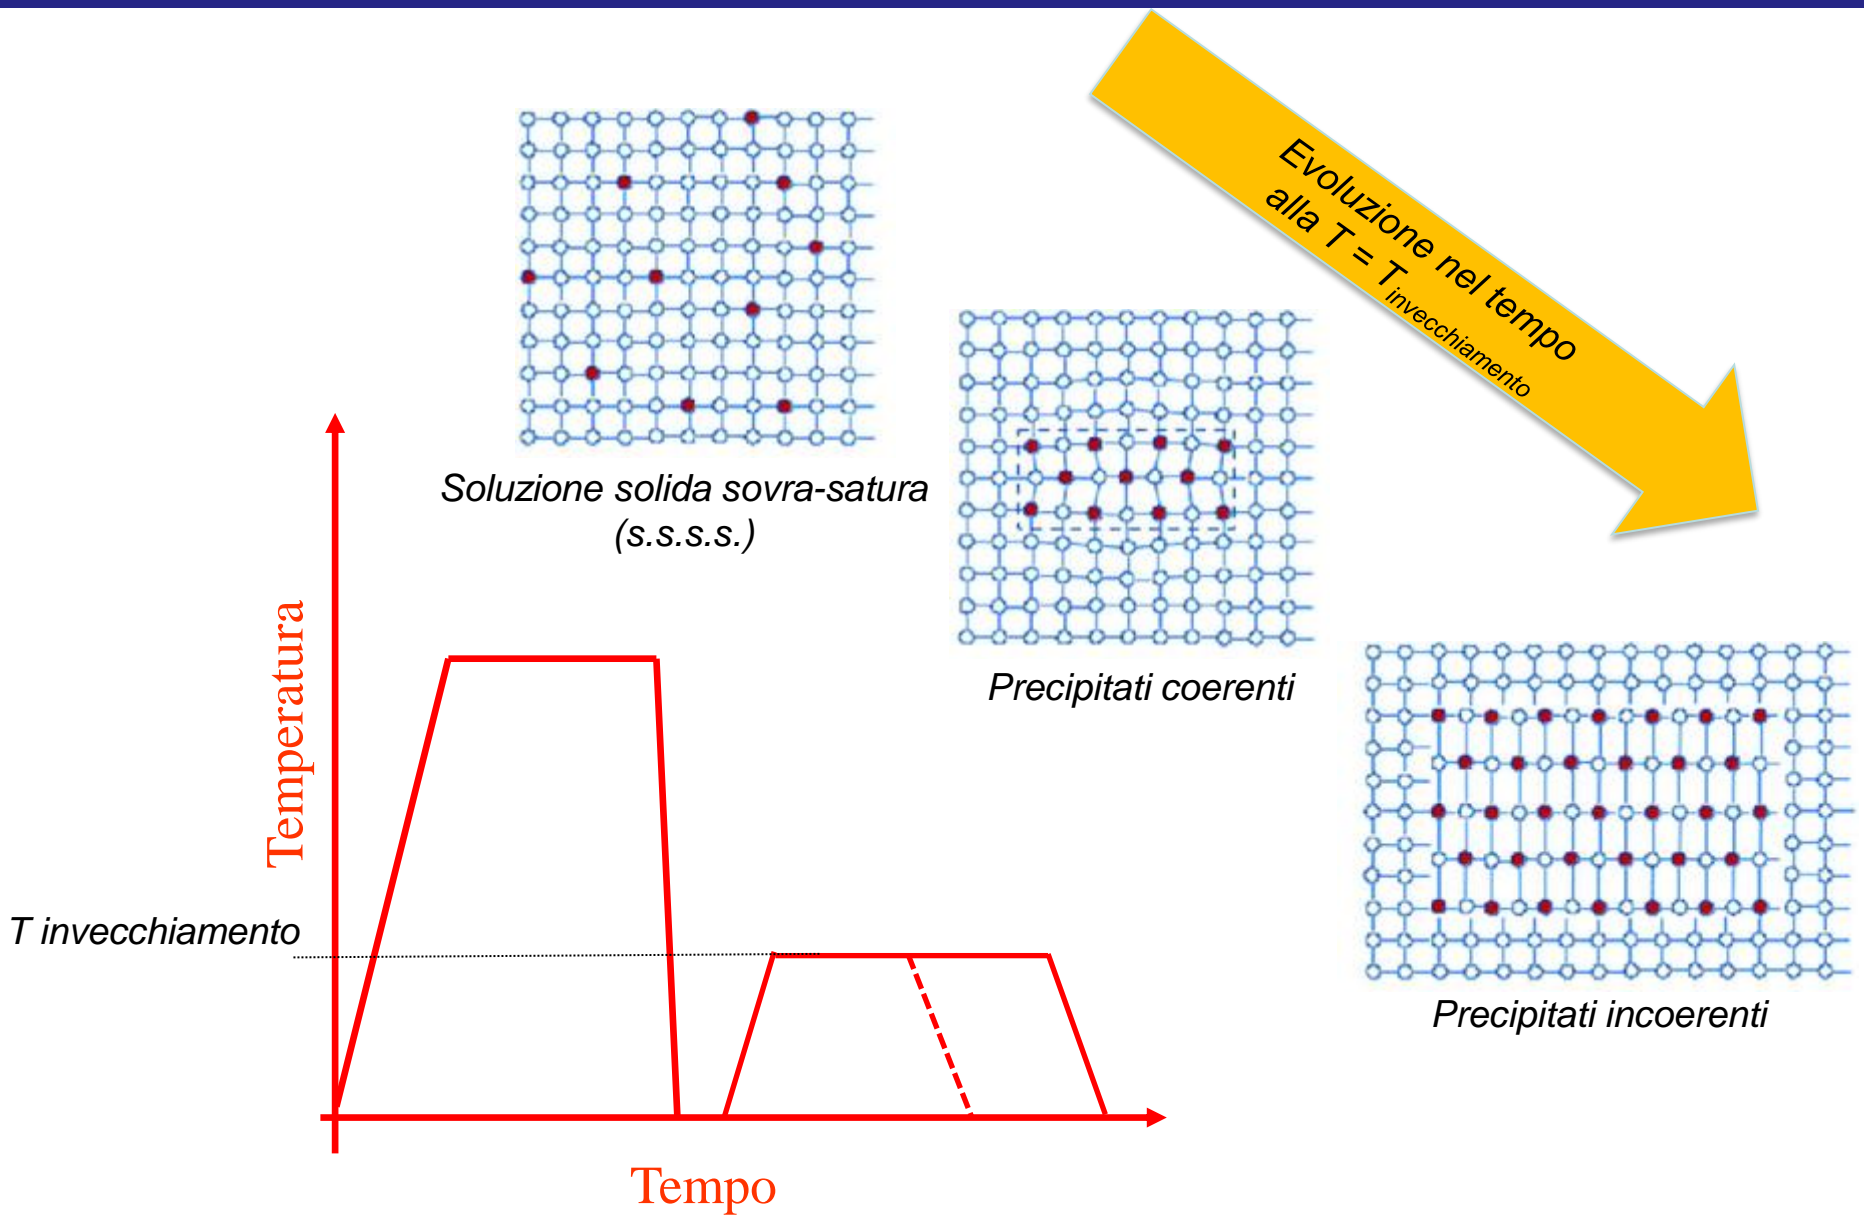 Evoluzione nel tempo
alla T = Tinvecchiamento
Soluzione solida sovra-satura
(s.s.s.s.)
Precipitati coerenti
Precipitati incoerenti
Temperatura
T invecchiamento
Tempo